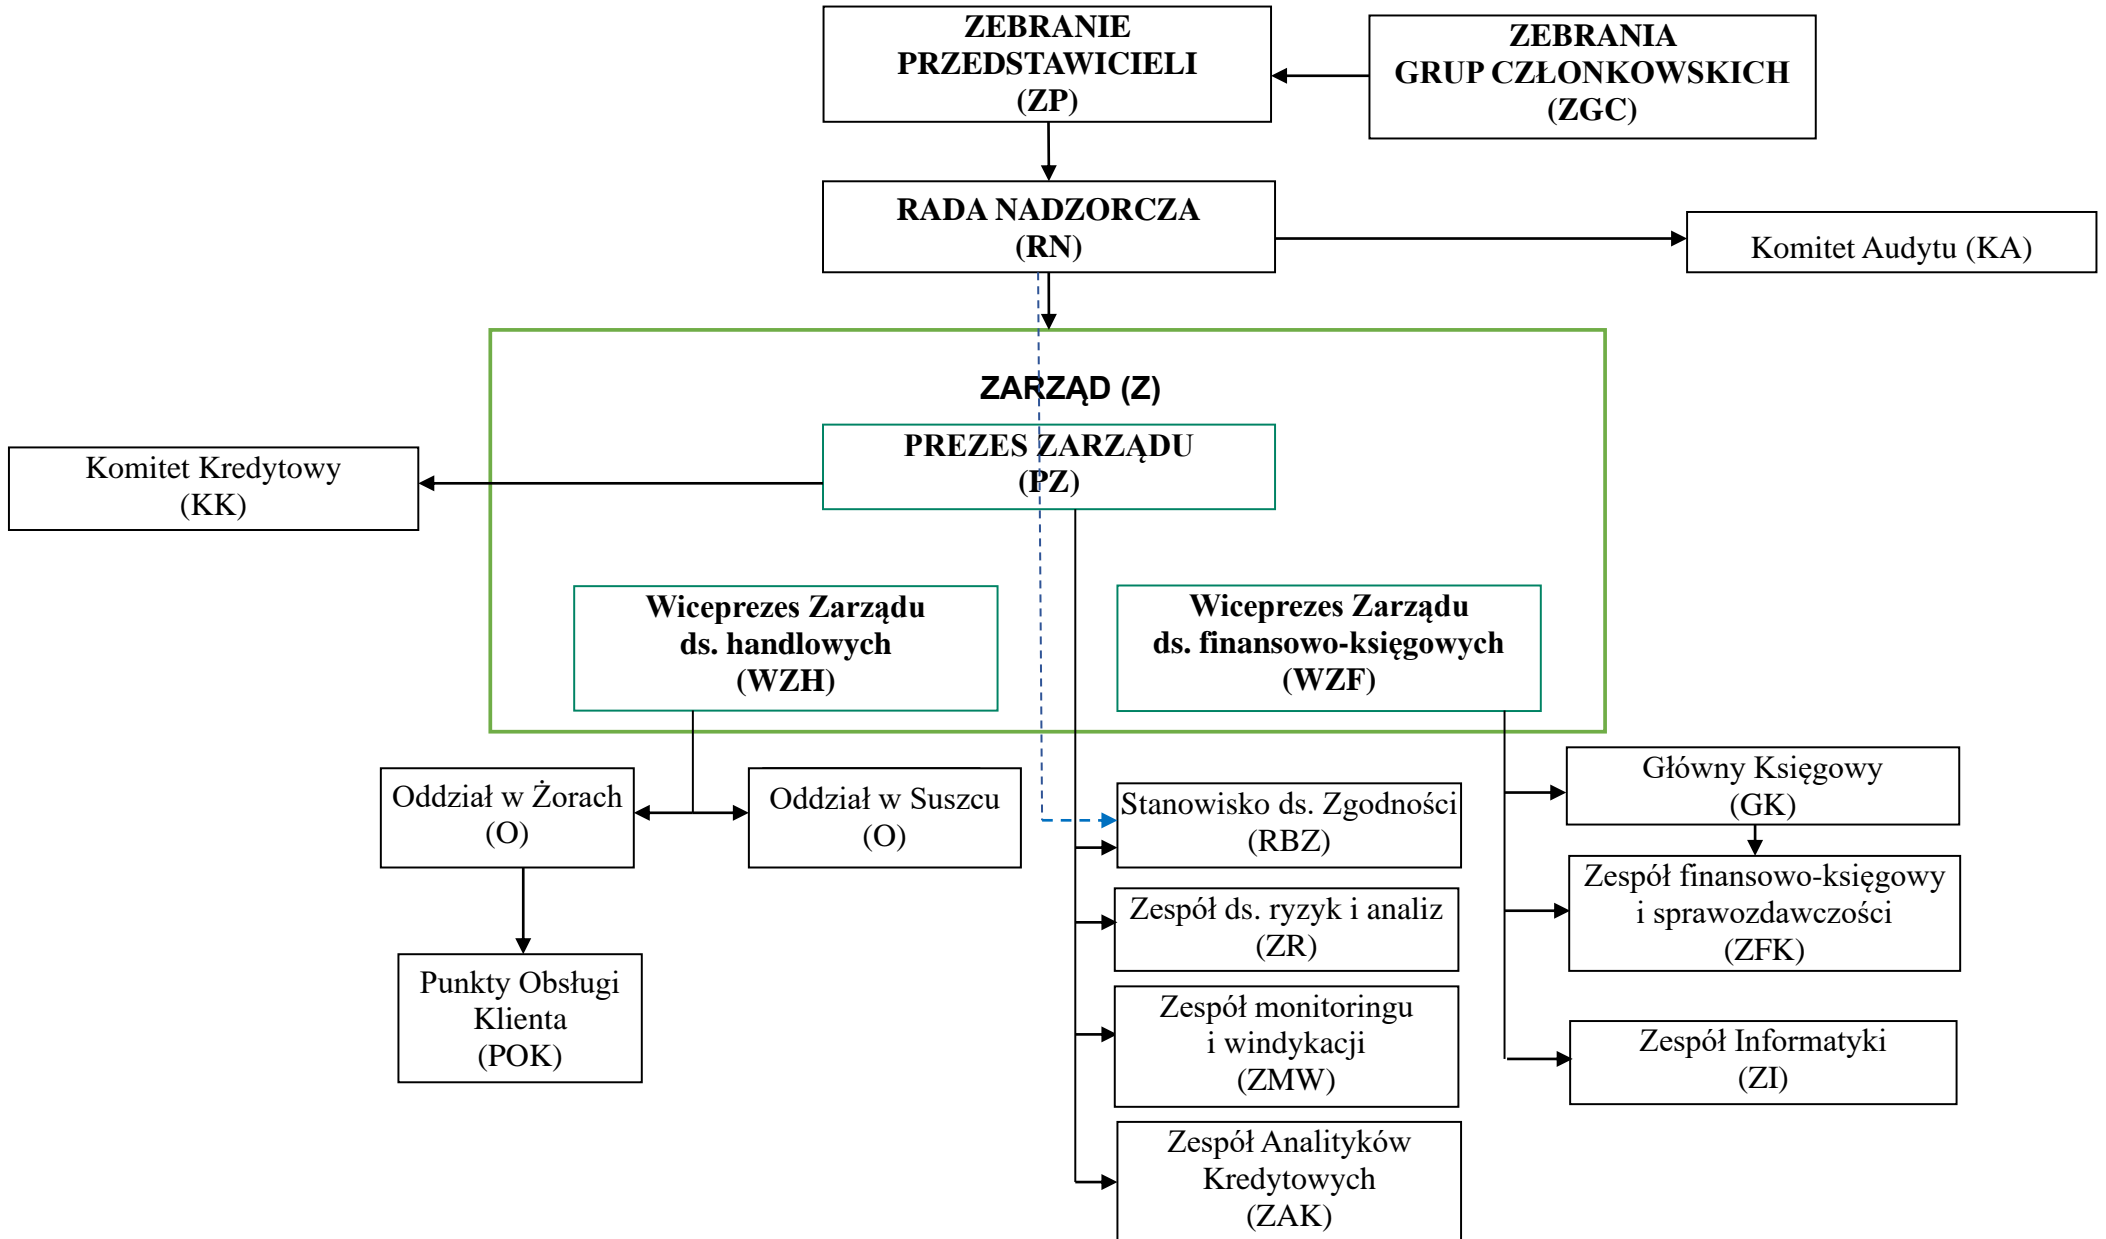 ZEBRANIE
PRZEDSTAWICIELI
(ZP)
ZEBRANIA
GRUP CZŁONKOWSKICH
(ZGC)
RADA NADZORCZA
(RN)
Komitet Audytu (KA)
ZARZĄD (Z)
PREZES ZARZĄDU
(PZ)
Komitet Kredytowy
(KK)
Wiceprezes Zarządu
ds. handlowych
(WZH)
Wiceprezes Zarządu
ds. finansowo-księgowych
(WZF)
Oddział w Żorach
(O)
Oddział w Suszcu
(O)
Punkty Obsługi
Klienta
(POK)
Stanowisko ds. Zgodności
(RBZ)
Zespół ds. ryzyk i analiz
(ZR)
Zespół monitoringu
i windykacji
(ZMW)
Zespół Analityków
Kredytowych
(ZAK)
Główny Księgowy
(GK)
Zespół finansowo-księgowy
i sprawozdawczości
(ZFK)
Zespół Informatyki
(ZI)